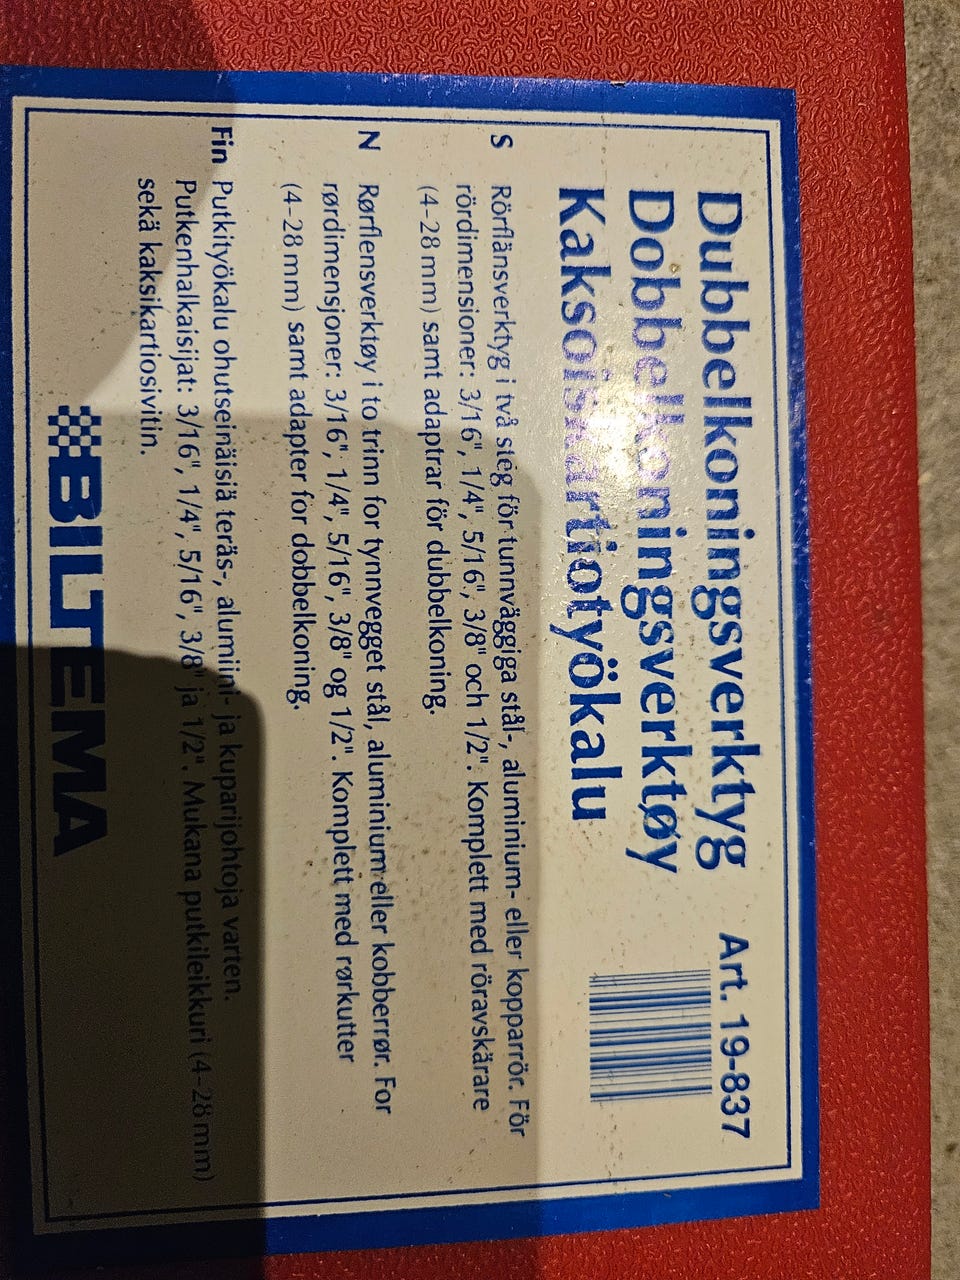 Dubbelkoningsverktyg Art. 19-837
Dobbelkoningsverktøy
Kaksoiskartiotyökalu
S Rörflänsverktyg i två steg för tunnväggiga stål-, aluminium- eller kopparrör. För
rördimensioner: 3/16", 1/4", 5/16", 3/8" och 1/2". Komplett med röravskärare
(4-28 mm) samt adaptrar för dubbelkoning.
N Rørflensverktøy i to trinn for tynnvegget stål, aluminium eller kobberrør. For
rørdimensjoner: 3/16", 1/4", 5/16", 3/8" og 1/2". Komplett med rørkutter
(4-28 mm) samt adapter for dobbelkoning.
Fin Putkityökalu ohutseinäisiä teräs-, alumiini- ja kuparijohtoja varten.
Putkenhalkaisijat: 3/16", 1/4", 5/16", 3/8" ja 1/2". Mukana putkileikkuri (4-28 mm)
sekä kaksikartiosivitin.
BILTEMA